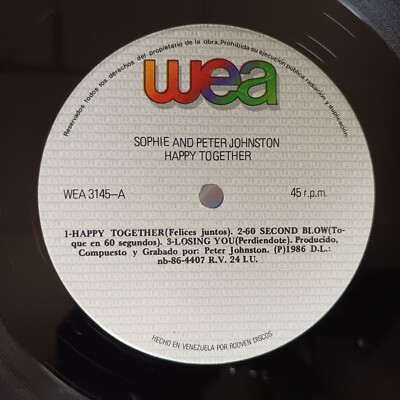 Reservados todos los derechos del propietario de la obra. Prohibida su ejecución pública, radiación y duplicación.
wea
SOPHIE AND PETER JOHNSTON
HAPPY TOGETHER
WEA 3145-A
45 r.p.m.
1-HAPPY TOGETHER(Felices juntos). 2-60 SECOND BLOW(To-
que en 60 segundos). 3-LOSING YOU(Perdiendote). Producido,
Compuesto y Grabado por: Peter Johnston. (P)1986 D.L.:
nb-86-4407 R.V. 24 I.U.
HECHO EN VENEZUELA POR RODVEN DISCOS